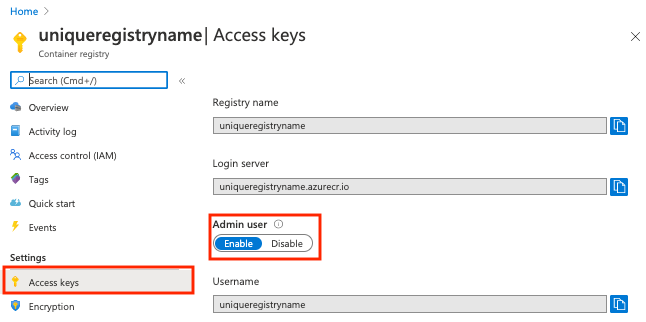 Home >
uniqueregistryname | Access keys
Container registry
Search (Cmd+/)
«
Overview
Activity log
Access control (IAM)
Tags
Quick start
Events
Settings
Access keys
Encryption
Registry name
uniqueregistryname
Login server
uniqueregistryname.azurecr.io
Admin user
Enable Disable
Username
uniqueregistryname